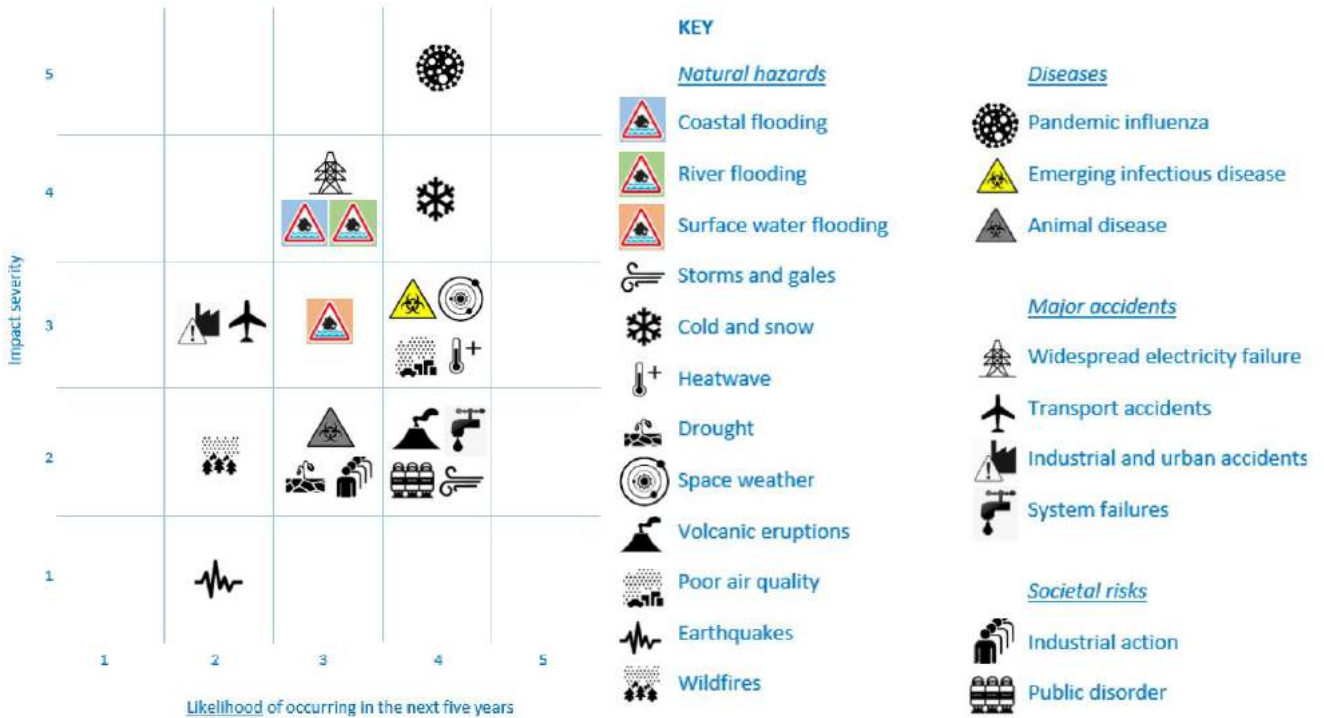 KEY
Natural hazards
Coastal flooding
River flooding
Surface water flooding
Storms and gales
Cold and snow
Heatwave
Drought
Space weather
Volcanic eruptions
Poor air quality
Earthquakes
Wildfires
Diseases
Pandemic influenza
Emerging infectious disease
Animal disease
Major accidents
Widespread electricity failure
Transport accidents
Industrial and urban accidents
System failures
Societal risks
Industrial action
Public disorder
Impact severity
5
4
3
2
1
1 2 3 4 5
Likelihood of occurring in the next five years